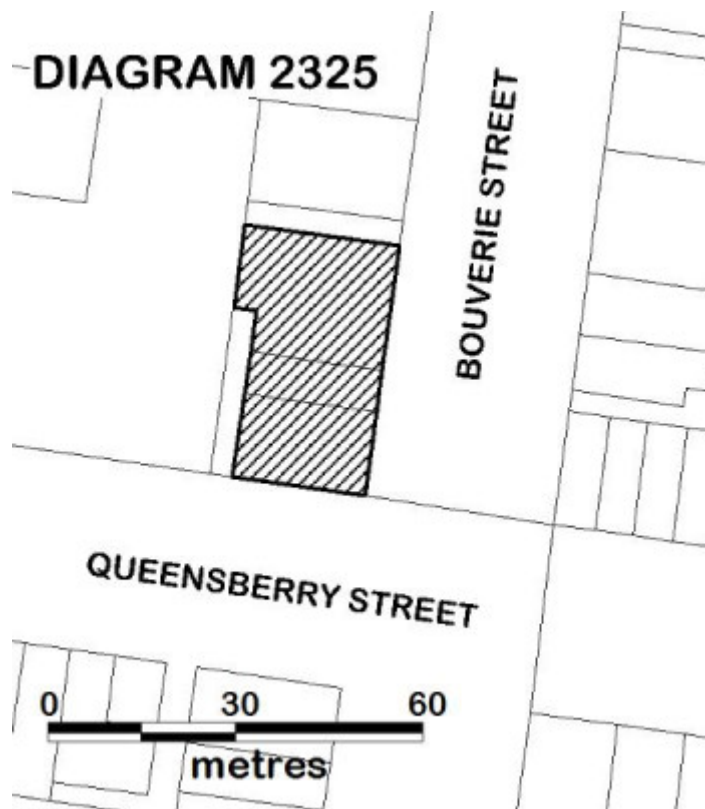 DIAGRAM 2325
BOUVERIE STREET
QUEENSBERRY STREET
0 30 60
metres